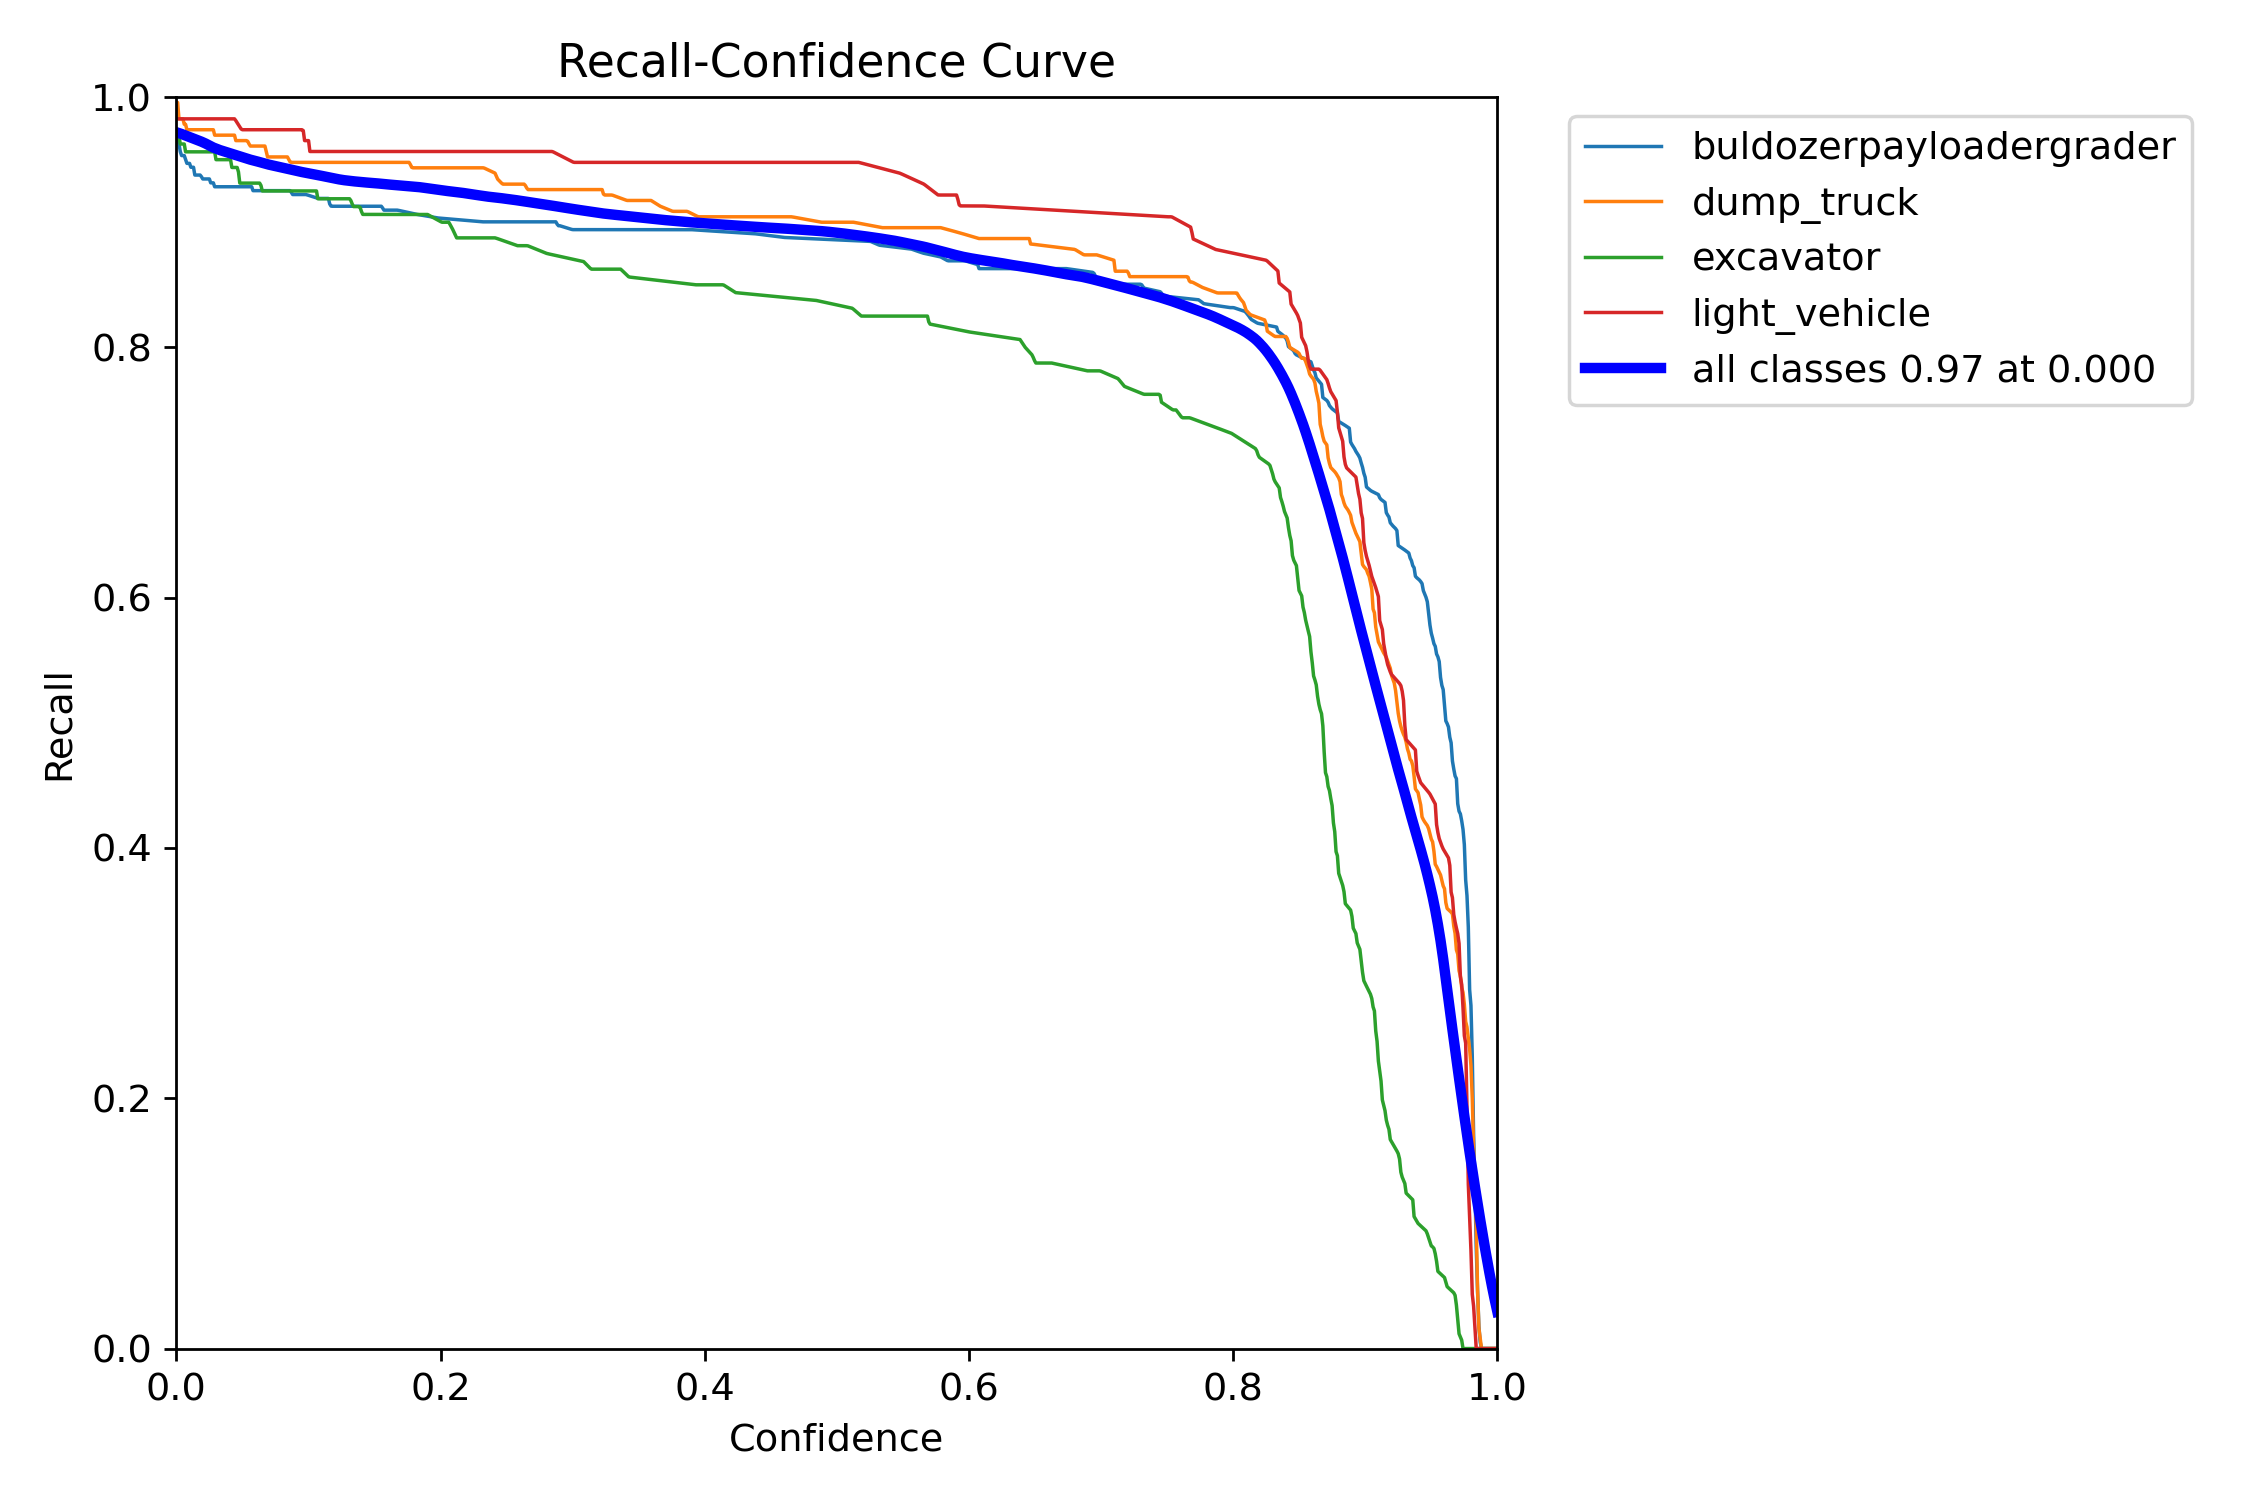 Recall-Confidence Curve
1.0
0.8
0.6
0.4
0.2
0.0
Recall
0.0 0.2 0.4 0.6 0.8 1.0
Confidence
buldozerpayloadergrader
dump_truck
excavator
light_vehicle
all classes 0.97 at 0.000